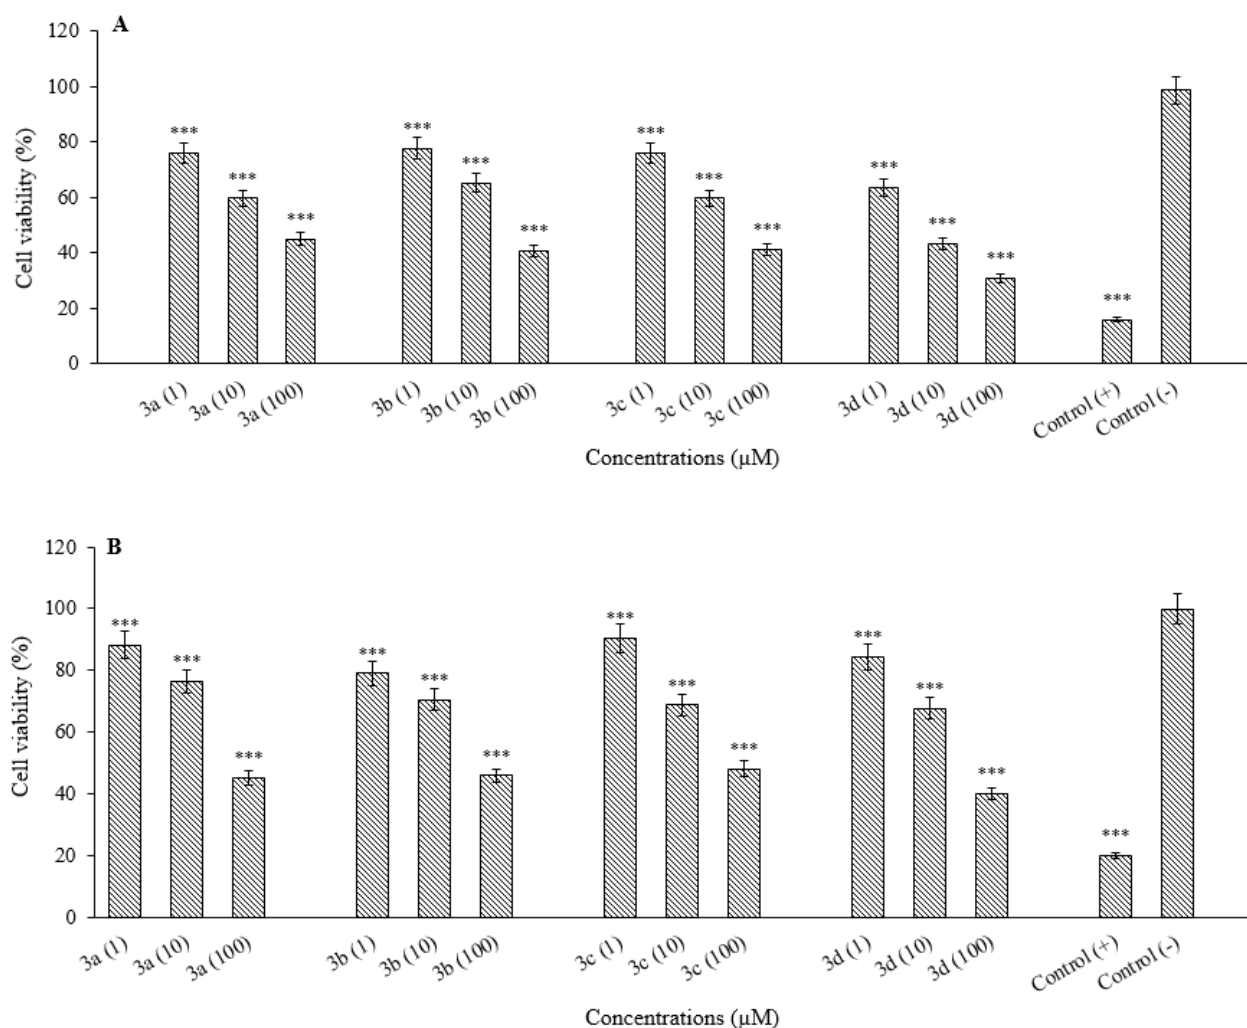 A
120
100
80
60
40
20
0
Cell viability (%)
*** *** *** *** *** *** *** *** *** *** *** *** ***
3a (1) 3a (10) 3a (100) 3b (1) 3b (10) 3b (100) 3c (1) 3c (10) 3c (100) 3d (1) 3d (10) 3d (100) Control (+) Control (-)
Concentrations (µM)
B
120
100
80
60
40
20
0
Cell viability (%)
*** *** *** *** *** *** *** *** *** *** *** *** ***
3a (1) 3a (10) 3a (100) 3b (1) 3b (10) 3b (100) 3c (1) 3c (10) 3c (100) 3d (1) 3d (10) 3d (100) Control (+) Control (-)
Concentrations (µM)